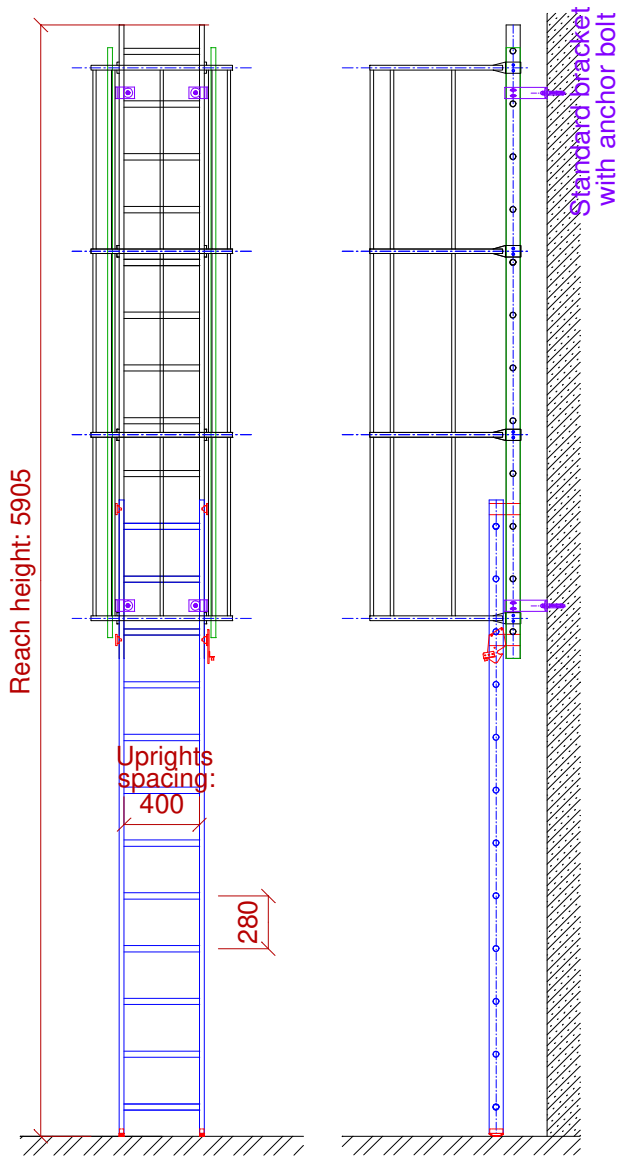 Standard bracket
with anchor bolt
Reach height: 5905
Uprights
spacing:
400
280